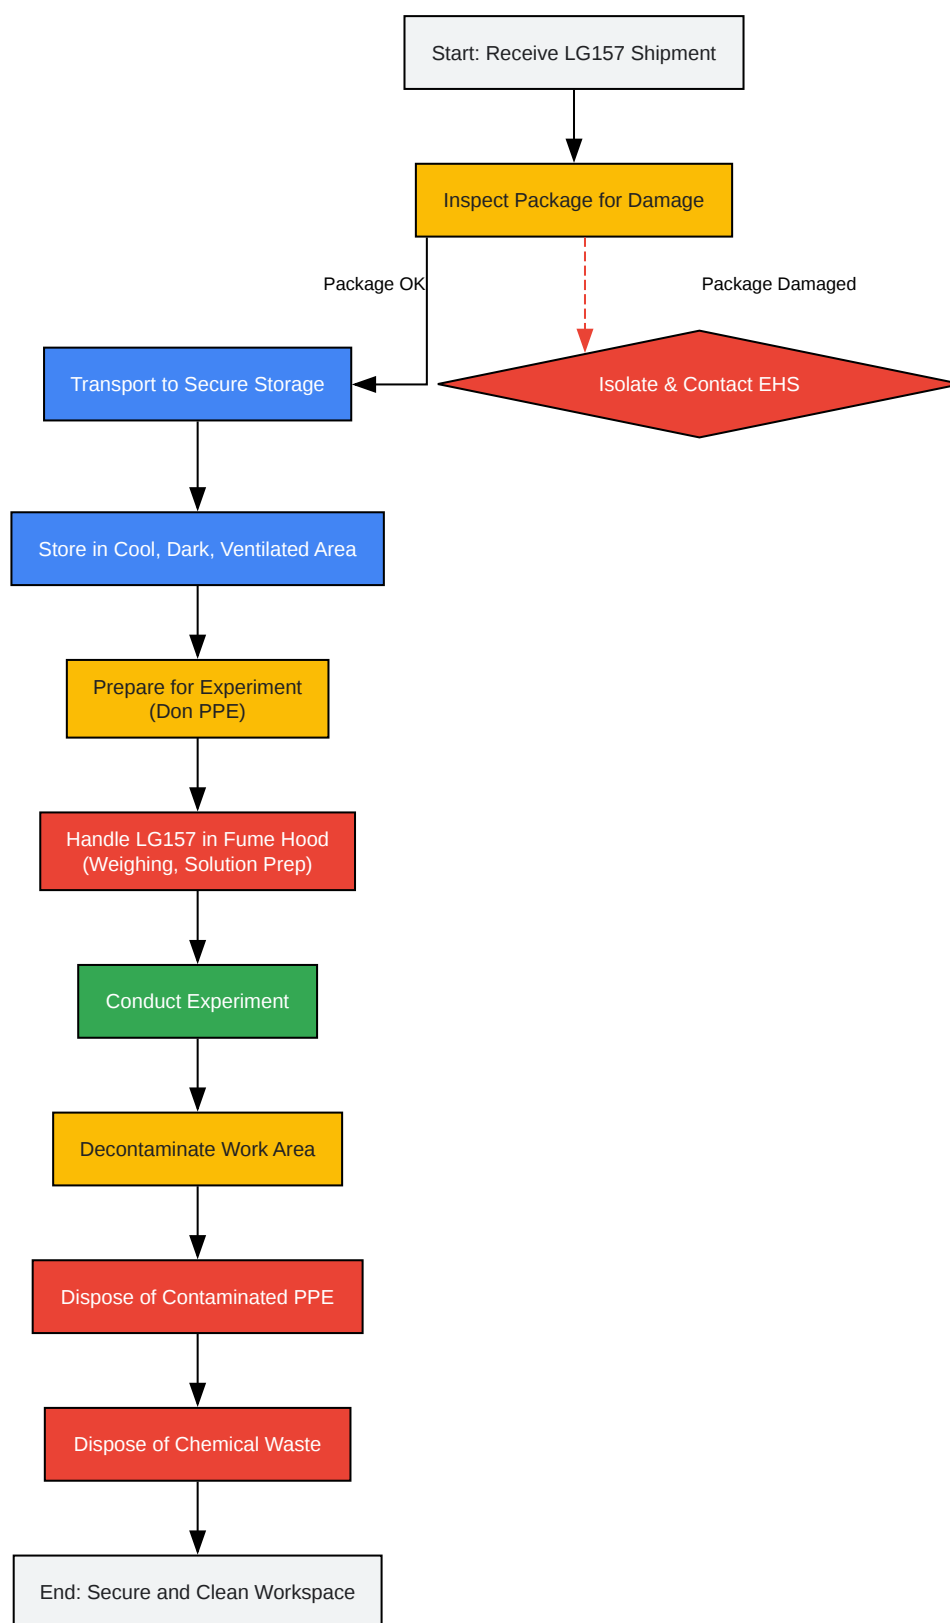 Start: Receive LG157 Shipment
Inspect Package for Damage
Package OK
Package Damaged
Transport to Secure Storage
Isolate & Contact EHS
Store in Cool, Dark, Ventilated Area
Prepare for Experiment
(Don PPE)
Handle LG157 in Fume Hood
(Weighing, Solution Prep)
Conduct Experiment
Decontaminate Work Area
Dispose of Contaminated PPE
Dispose of Chemical Waste
End: Secure and Clean Workspace